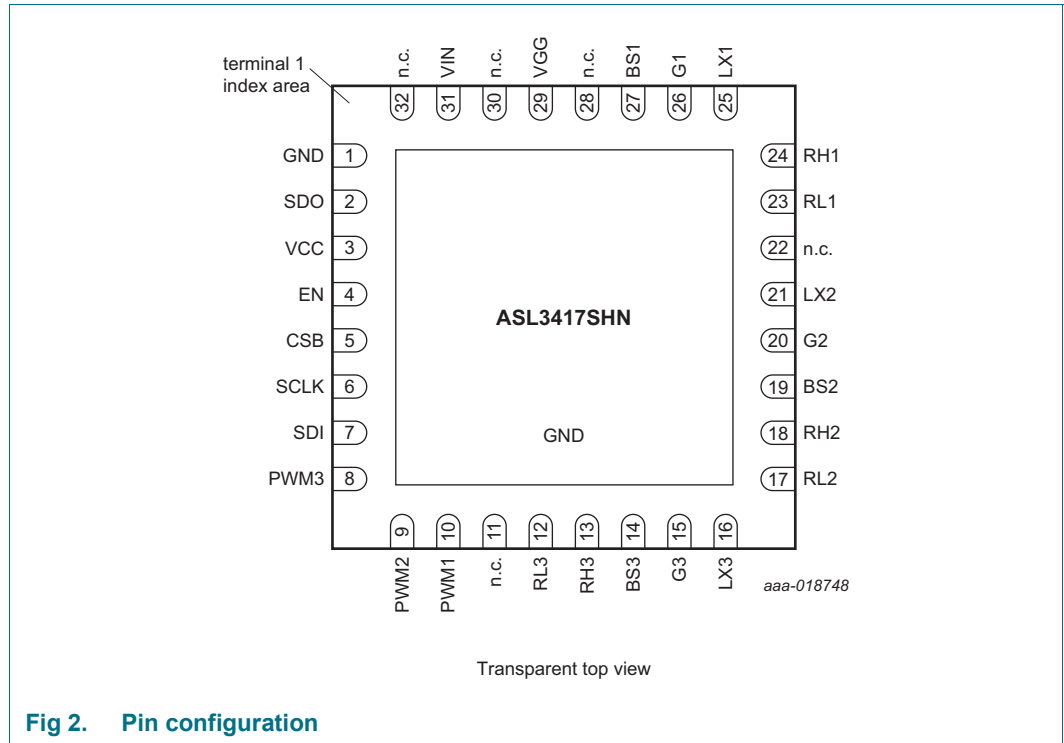 terminal 1
index area
n.c.
VIN
n.c.
VGG
n.c.
BS1
G1
LX1
32
31
30
29
28
27
26
25
GND 1
SDO 2
VCC 3
EN 4
CSB 5
SCLK 6
SDI 7
PWM3 8
24 RH1
23 RL1
22 n.c.
21 LX2
20 G2
19 BS2
18 RH2
17 RL2
ASL3417SHN
GND
9
10
11
12
13
14
15
16
PWM2
PWM1
n.c.
RL3
RH3
BS3
G3
LX3
aaa-018748
Transparent top view
Fig 2. Pin configuration